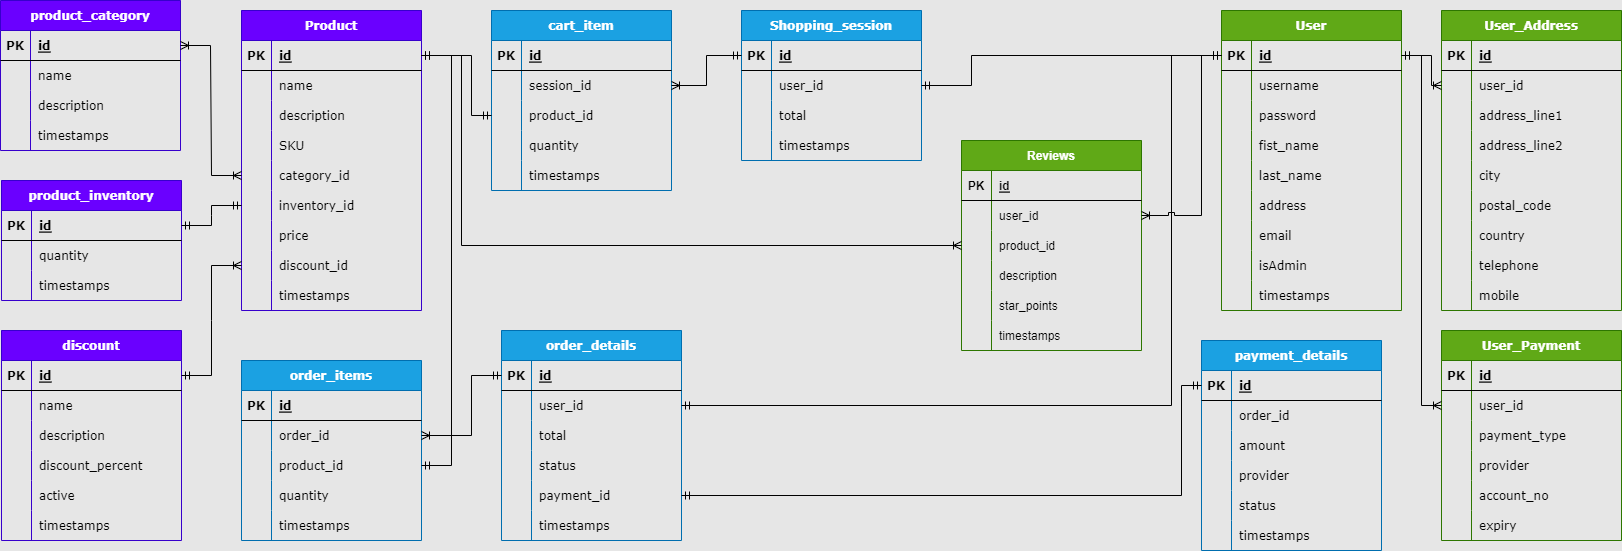 product_category
PK id
name
description
timestamps
product_inventory
PK id
quantity
timestamps
discount
PK id
name
description
discount_percent
active
timestamps
Product
PK id
name
description
SKU
category_id
inventory_id
price
discount_id
timestamps
order_items
PK id
order_id
product_id
quantity
timestamps
cart_item
PK id
session_id
product_id
quantity
timestamps
order_details
PK id
user_id
total
status
payment_id
timestamps
Shopping_session
PK id
user_id
total
timestamps
Reviews
PK id
user_id
product_id
description
star_points
timestamps
User
PK id
username
password
fist_name
last_name
address
email
isAdmin
timestamps
payment_details
PK id
order_id
amount
provider
status
timestamps
User_Address
PK id
user_id
address_line1
address_line2
city
postal_code
country
telephone
mobile
User_Payment
PK id
user_id
payment_type
provider
account_no
expiry